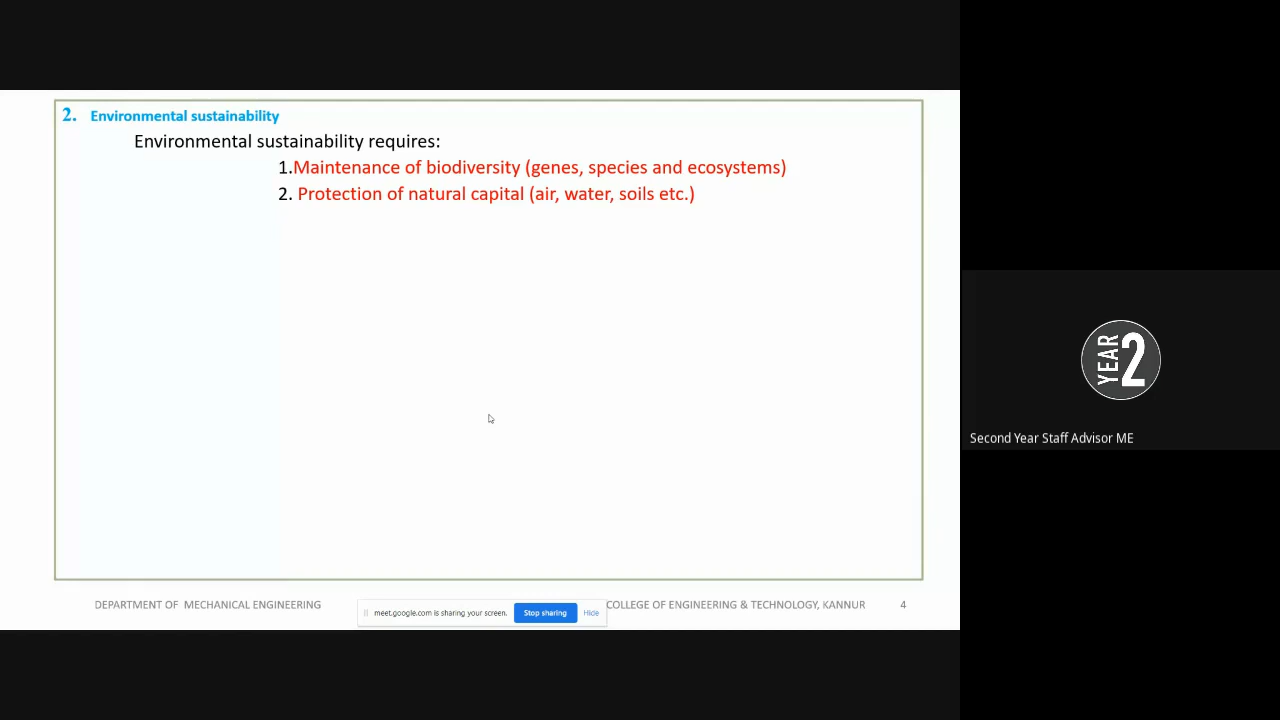 2. Environmental sustainability
Environmental sustainability requires:
1.Maintenance of biodiversity (genes, species and ecosystems)
2. Protection of natural capital (air, water, soils etc.)
YEAR 2
Second Year Staff Advisor ME
DEPARTMENT OF MECHANICAL ENGINEERING
meet.google.com is sharing your screen. Stop sharing Hide
COLLEGE OF ENGINEERING & TECHNOLOGY, KANNUR 4